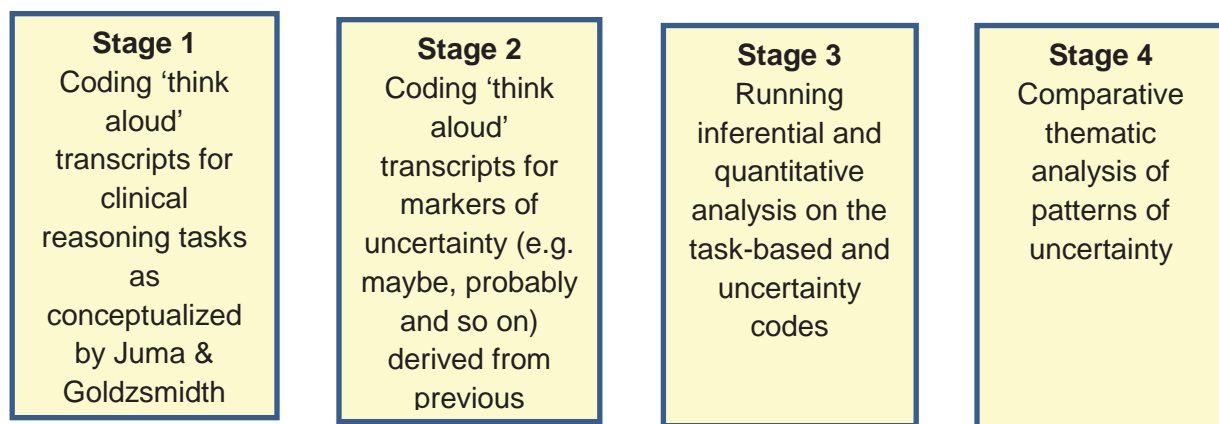 Stage 1
Coding ‘think
aloud’
transcripts for
clinical
reasoning tasks
as
conceptualized
by Juma &
Goldzsmidth
Stage 2
Coding ‘think
aloud’
transcripts for
markers of
uncertainty (e.g.
maybe, probably
and so on)
derived from
previous
Stage 3
Running
inferential and
quantitative
analysis on the
task-based and
uncertainty
codes
Stage 4
Comparative
thematic
analysis of
patterns of
uncertainty